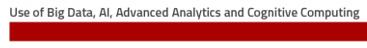 Use of Big Data, AI, Advanced Analytics and Cognitive Computing